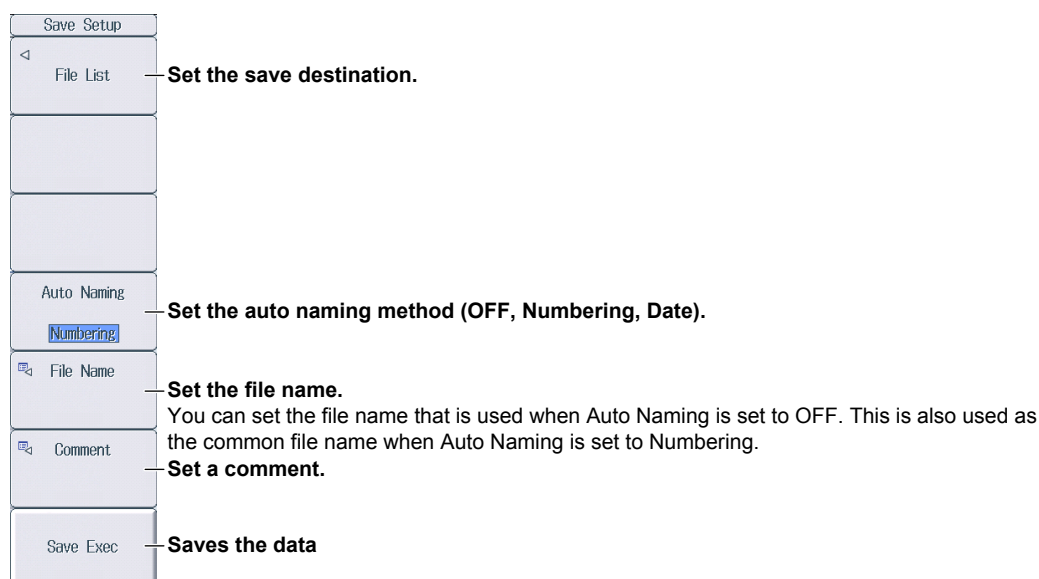 Save Setup
File List
Set the save destination.
Auto Naming
Numbering
Set the auto naming method (OFF, Numbering, Date).
File Name
Set the file name.
You can set the file name that is used when Auto Naming is set to OFF. This is also used as
the common file name when Auto Naming is set to Numbering.
Comment
Set a comment.
Save Exec
Saves the data